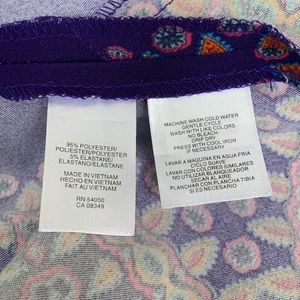 95% POLYESTER/
POLYESTER/POLIESTER
5% ELASTANE/
ELASTANO/ELASTANE
MADE IN VIETNAM
HECHO EN VIETNAM
FAIT AU VIETNAM
RN 54050
CA 08349
MACHINE WASH COLD WATER
GENTLE CYCLE
WASH WITH LIKE COLORS
NO BLEACH
DRIP DRY
PRESS WITH COOL IRON
IF NECESSARY
LAVAR A MAQUINA EN AGUA FRIA
CICLO SUAVE
LAVAR CON COLORES SIMILARES
NO USAR BLANQUEADOR
SECAR AL AIRE
PLANCHAR CON PLANCHA TIBIA
SI ES NECESARIO